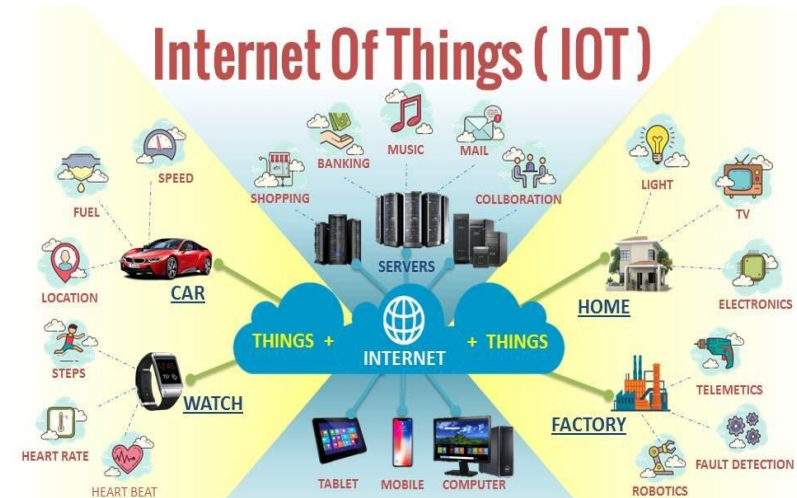 Internet Of Things ( IOT )
SPEED
FUEL
LOCATION
CAR
SHOPPING
BANKING
MUSIC
MAIL
COLLBORATION
SERVERS
LIGHT
TV
ELECTRONICS
HOME
THINGS +
INTERNET
+ THINGS
STEPS
HEART RATE
HEART BEAT
WATCH
TABLET
MOBILE
COMPUTER
FACTORY
TELEMETICS
FAULT DETECTION
ROBOTICS